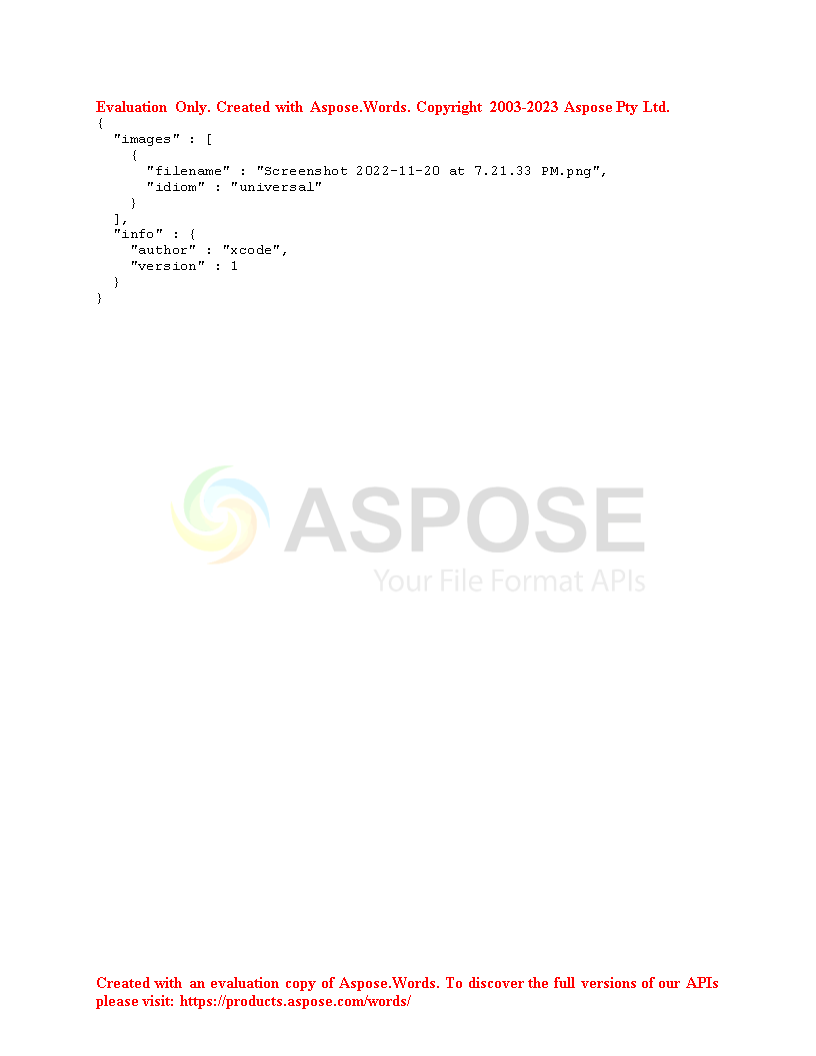 Evaluation Only. Created with Aspose.Words. Copyright 2003-2023 Aspose Pty Ltd.
{
  "images" : [
    {
      "filename" : "Screenshot 2022-11-20 at 7.21.33 PM.png",
      "idiom" : "universal"
    }
  ],
  "info" : {
    "author" : "xcode",
    "version" : 1
  }
}
ASPOSE
Your File Format APIs
Created with an evaluation copy of Aspose.Words. To discover the full versions of our APIs
please visit: https://products.aspose.com/words/